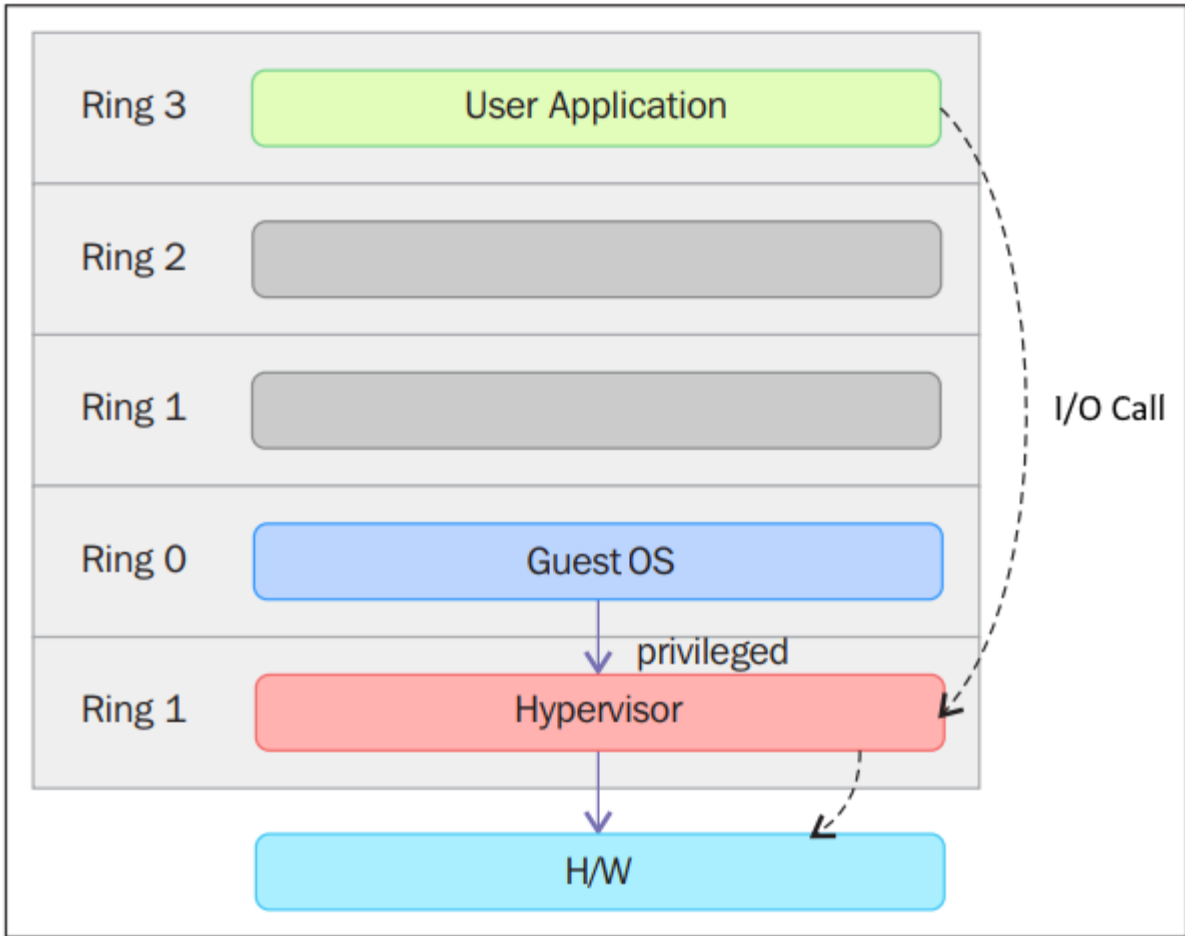 Ring 3
User Application
Ring 2
Ring 1
I/O Call
Ring 0
Guest OS
privileged
Ring 1
Hypervisor
H/W